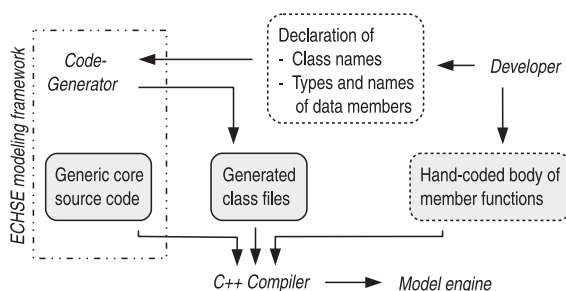 ECHSE modeling framework
Code-
Generator
Declaration of
- Class names
- Types and names
of data members
Developer
Generic core
source code
Generated
class files
Hand-coded body of
member functions
C++ Compiler
Model engine